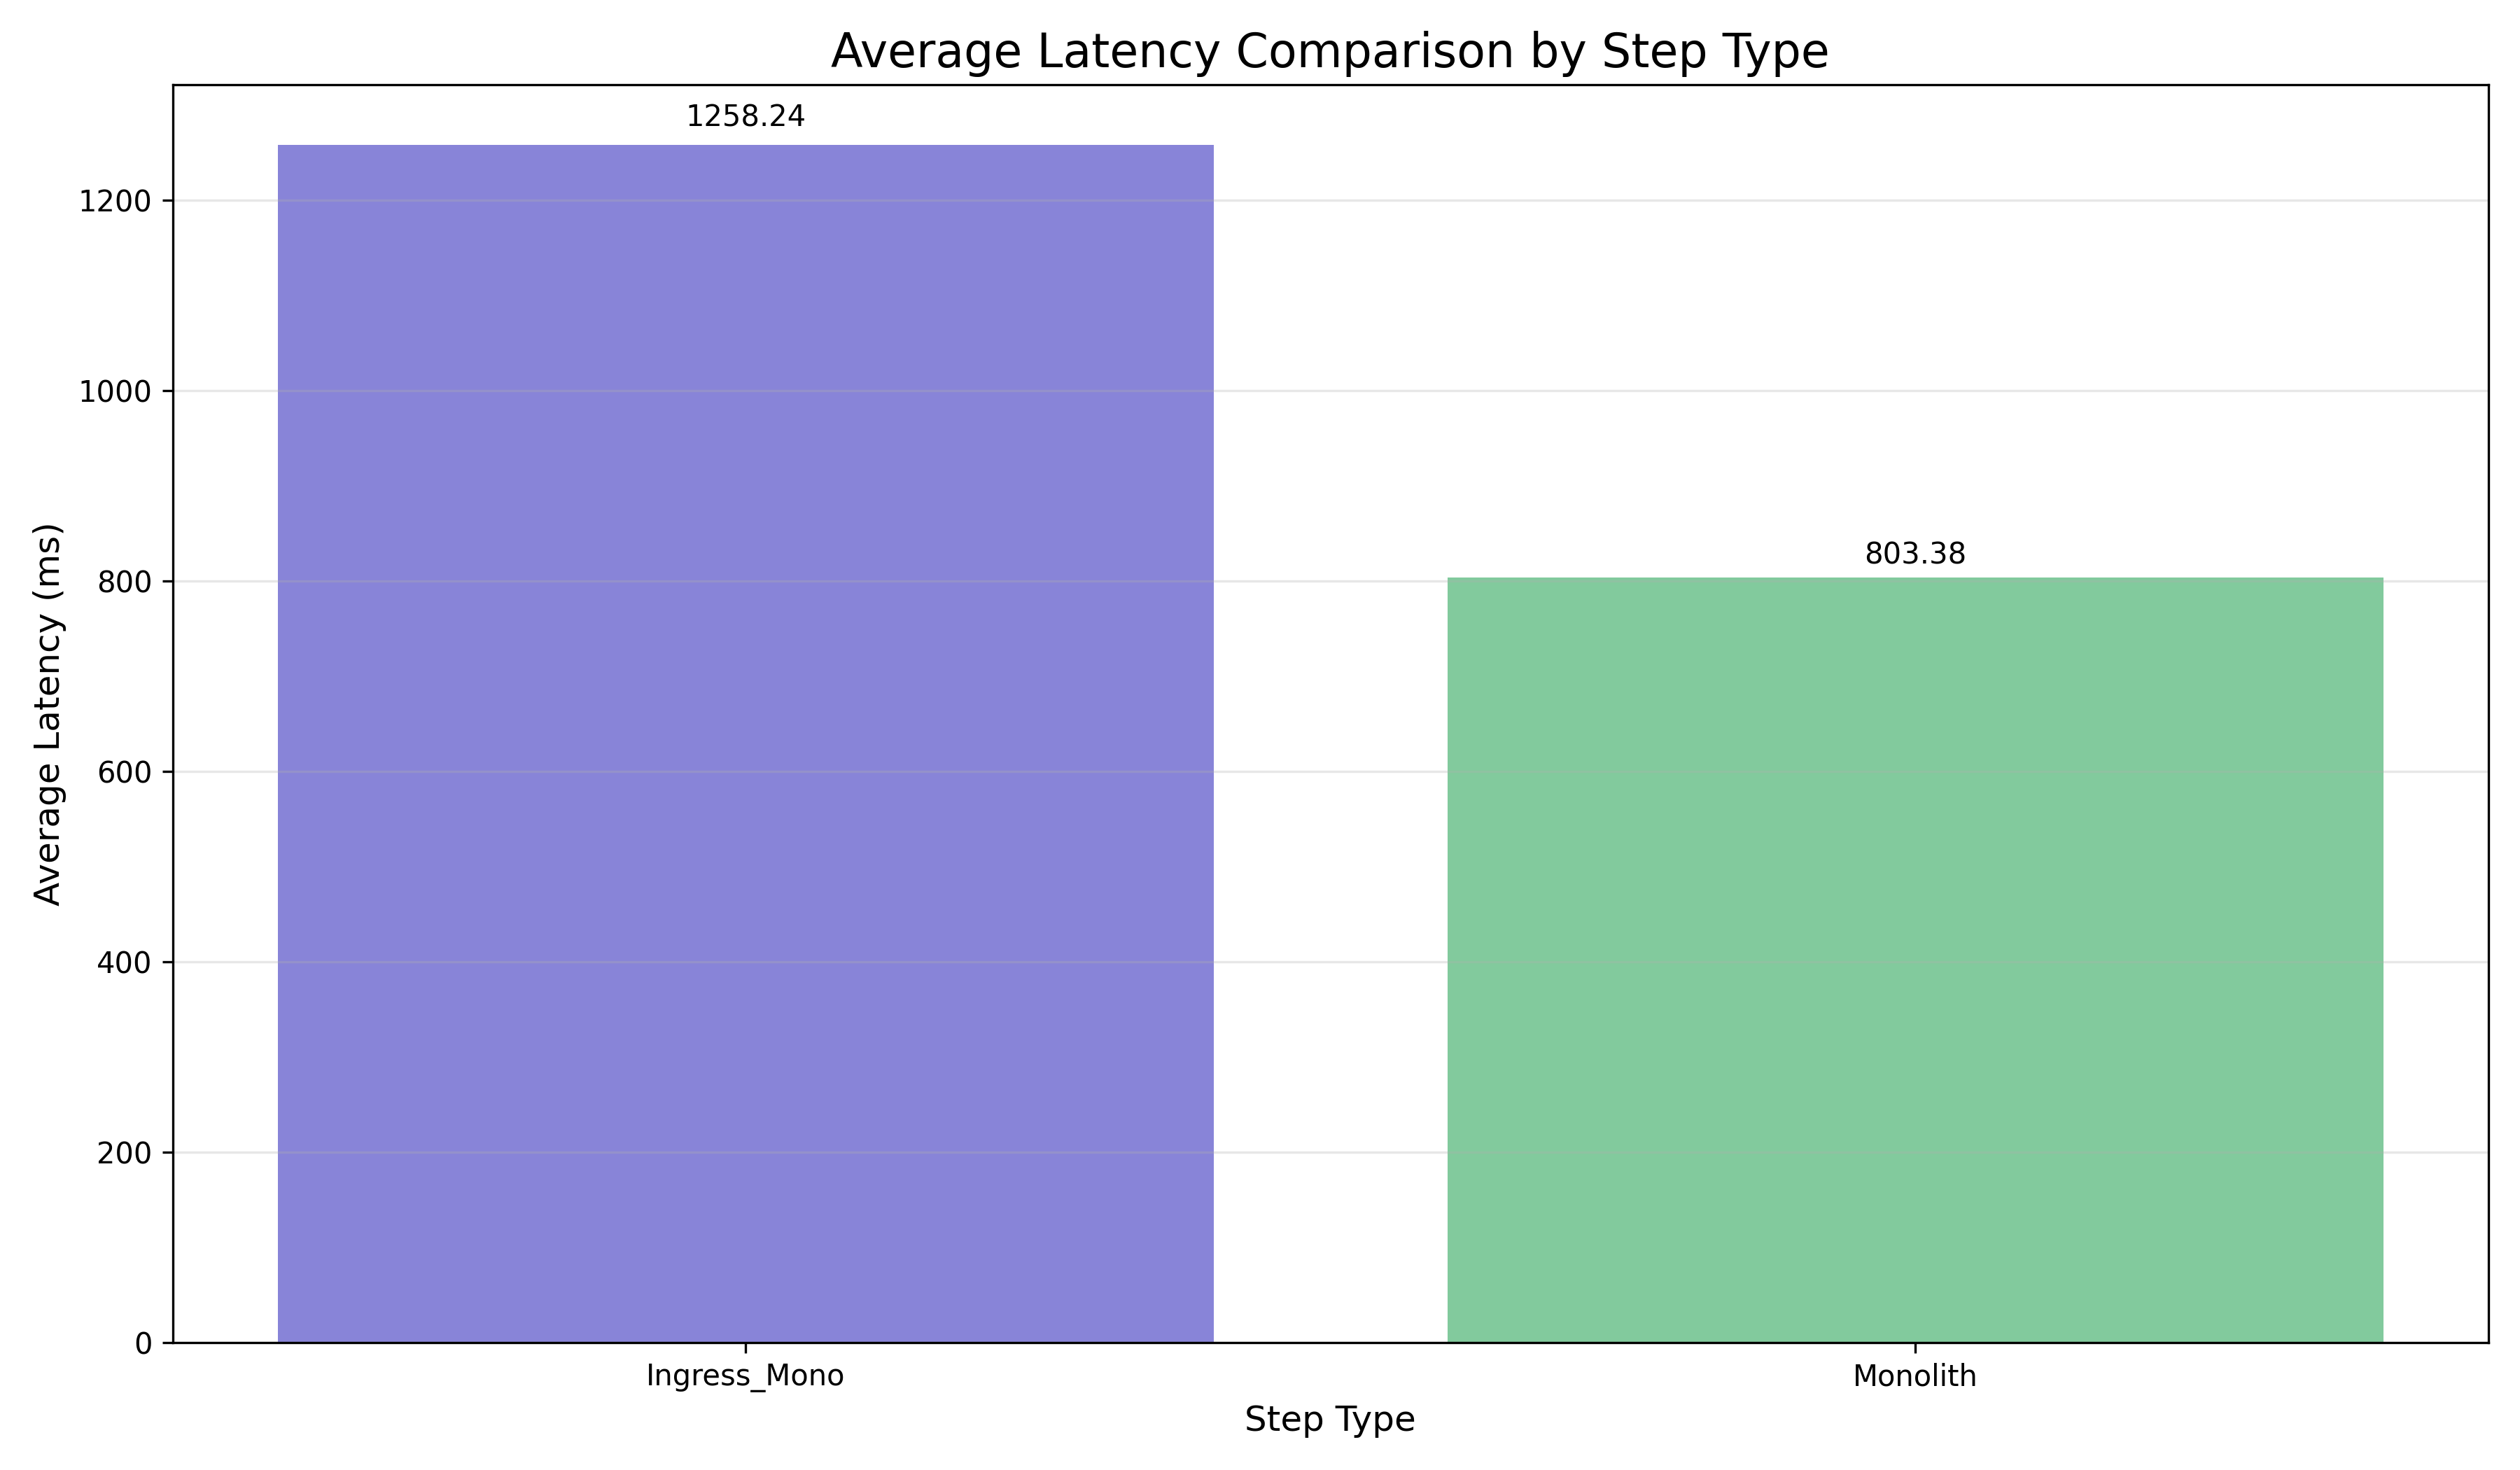 Average Latency Comparison by Step Type
1258.24
803.38
1200
1000
800
600
400
200
0
Average Latency (ms)
Ingress_Mono
Monolith
Step Type